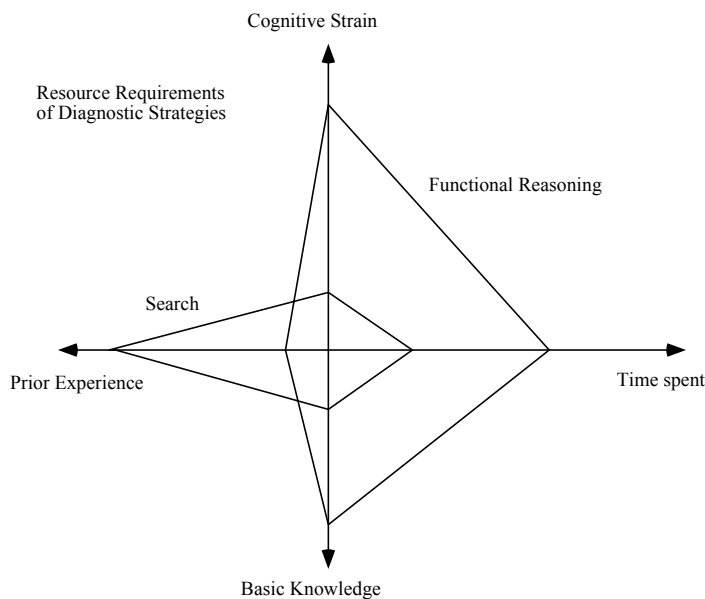 Cognitive Strain
Resource Requirements
of Diagnostic Strategies
Functional Reasoning
Search
Prior Experience
Time spent
Basic Knowledge